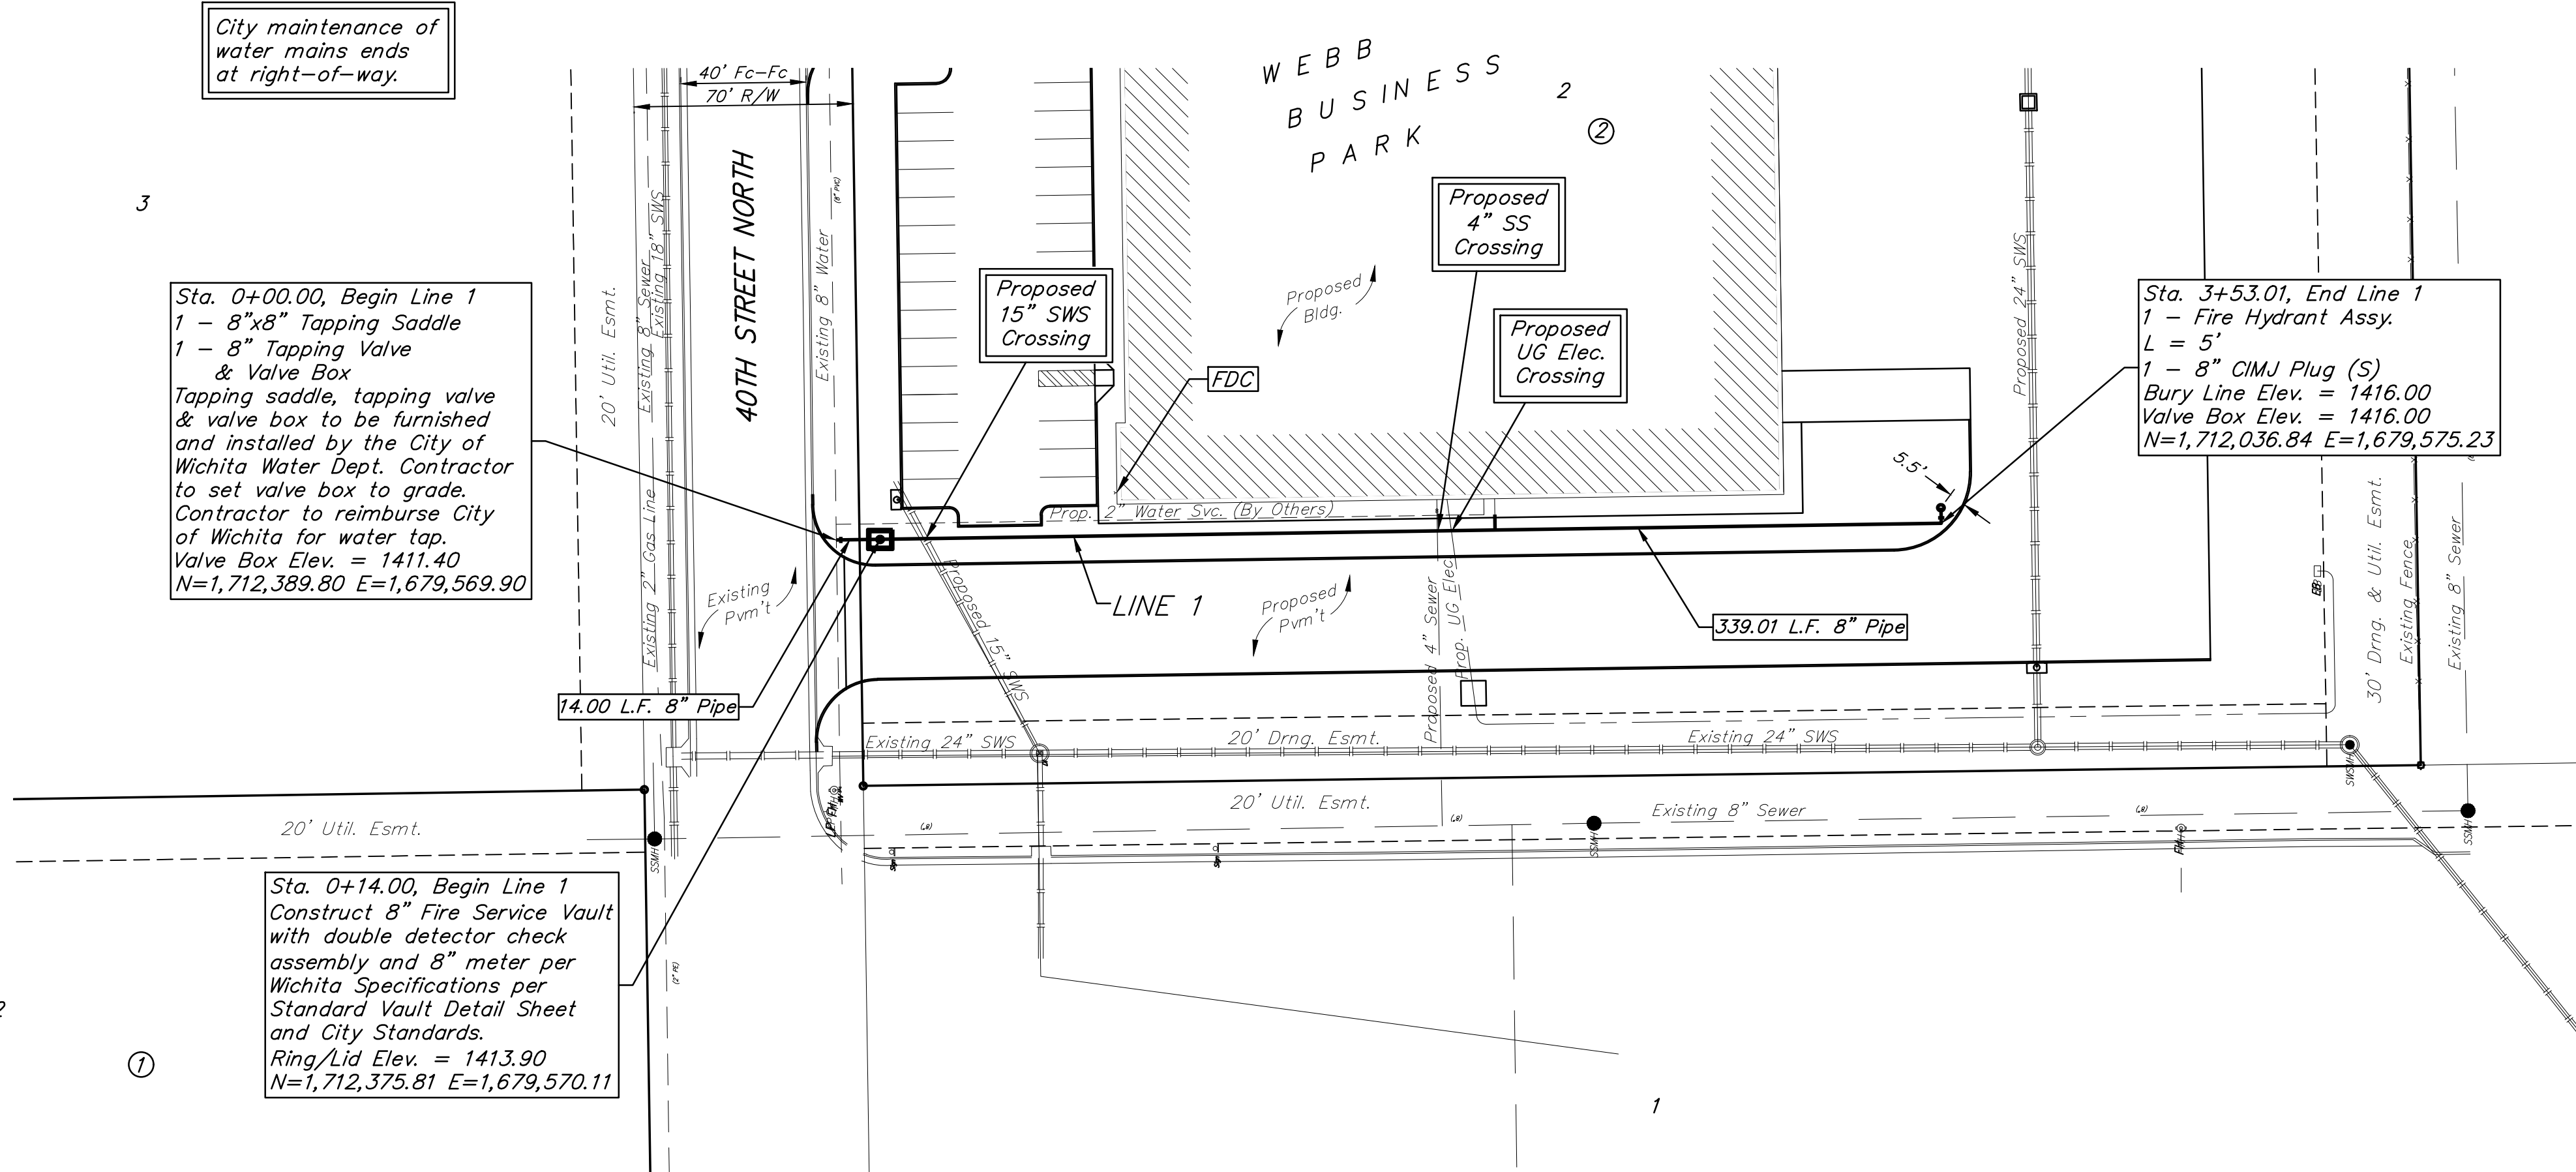 City maintenance of
water mains ends
at right-of-way.
40' Fc-Fc
70' R/W
WEBB
BUSINESS
PARK
2
2
3
40TH STREET NORTH
20' Util. Esmt.
Existing 8" Sewer
Existing 18" SWS
Existing 8" Water
(8" PVC)
Existing 2" Gas Line
Proposed
15" SWS
Crossing
Proposed
4" SS
Crossing
Proposed
UG Elec.
Crossing
Proposed
Bldg.
FDC
Proposed 24" SWS
Sta. 0+00.00, Begin Line 1
1 - 8"x8" Tapping Saddle
1 - 8" Tapping Valve
& Valve Box
Tapping saddle, tapping valve
& valve box to be furnished
and installed by the City of
Wichita Water Dept. Contractor
to set valve box to grade.
Contractor to reimburse City
of Wichita for water tap.
Valve Box Elev. = 1411.40
N=1,712,389.80 E=1,679,569.90
Sta. 3+53.01, End Line 1
1 - Fire Hydrant Assy.
L = 5'
1 - 8" CIMJ Plug (S)
Bury Line Elev. = 1416.00
Valve Box Elev. = 1416.00
N=1,712,036.84 E=1,679,575.23
5.5'
Prop. 2" Water Svc. (By Others)
Existing
Pvm't
Proposed 15" SWS
LINE 1
Proposed
Pvm't
Proposed 4" Sewer
Prop. UG Elec.
339.01 L.F. 8" Pipe
30' Drng. & Util. Esmt.
Existing Fence
Existing 8" Sewer
14.00 L.F. 8" Pipe
Existing 24" SWS
20' Drng. Esmt.
Existing 24" SWS
SWSMH
20' Util. Esmt.
20' Util. Esmt.
Existing 8" Sewer
(8")
(8")
(8")
SSMH
SSMH
SSMH
FH
(2" PE)
Sta. 0+14.00, Begin Line 1
Construct 8" Fire Service Vault
with double detector check
assembly and 8" meter per
Wichita Specifications per
Standard Vault Detail Sheet
and City Standards.
Ring/Lid Elev. = 1413.90
N=1,712,375.81 E=1,679,570.11
2
1
1